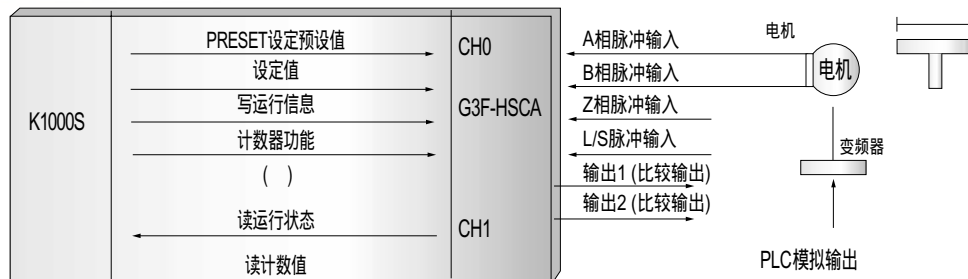 PRESET设定预设值
设定值
写运行信息
计数器功能
( )
读运行状态
读计数值
K1000S
CH0
G3F-HSCA
CH1
A相脉冲输入
B相脉冲输入
Z相脉冲输入
L/S脉冲输入
输出1 (比较输出)
输出2 (比较输出)
电机
电机
变频器
PLC模拟输出